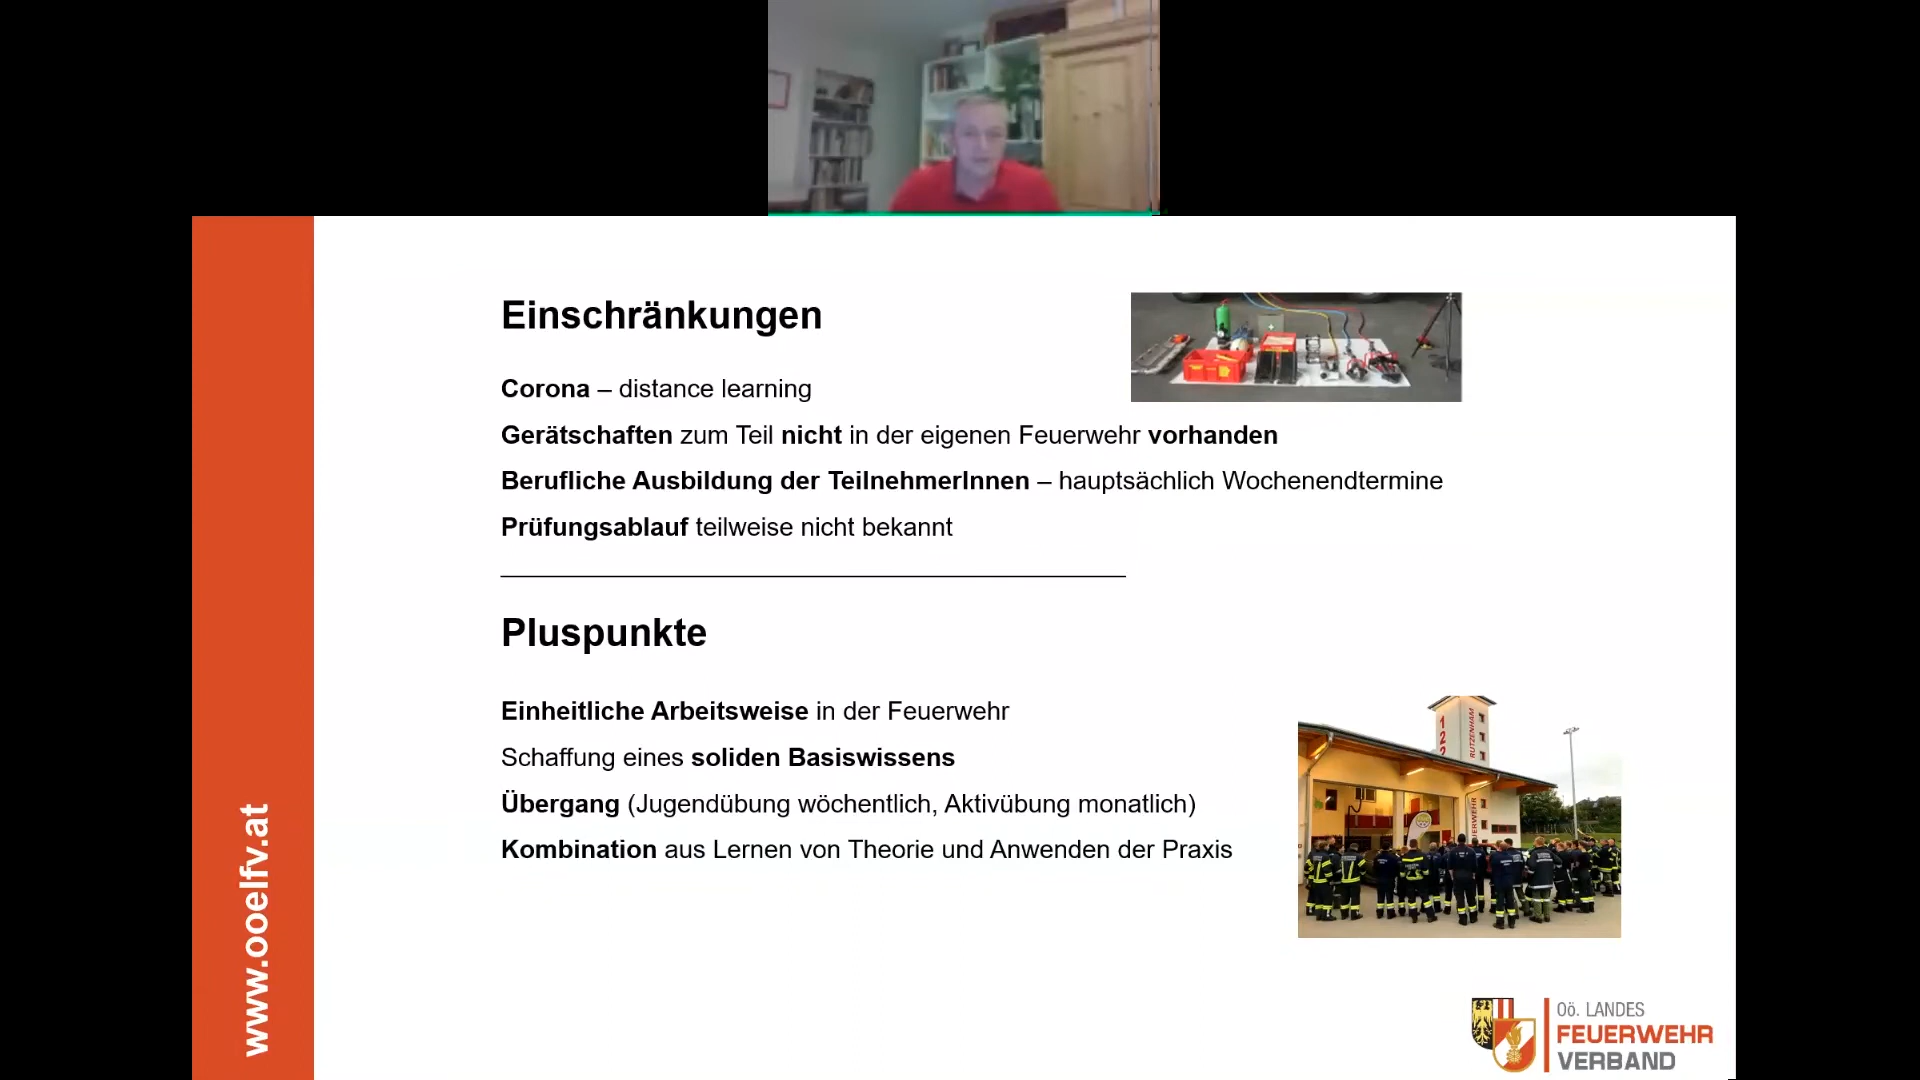 Einschränkungen
Corona – distance learning
Gerätschaften zum Teil nicht in der eigenen Feuerwehr vorhanden
Berufliche Ausbildung der TeilnehmerInnen – hauptsächlich Wochenendtermine
Prüfungsablauf teilweise nicht bekannt
Pluspunkte
Einheitliche Arbeitsweise in der Feuerwehr
Schaffung eines soliden Basiswissens
Übergang (Jugendübung wöchentlich, Aktivübung monatlich)
Kombination aus Lernen von Theorie und Anwenden der Praxis
122
RUTZENHAM
www.ooelfv.at
Oö. LANDES
FEUERWEHR
VERBAND